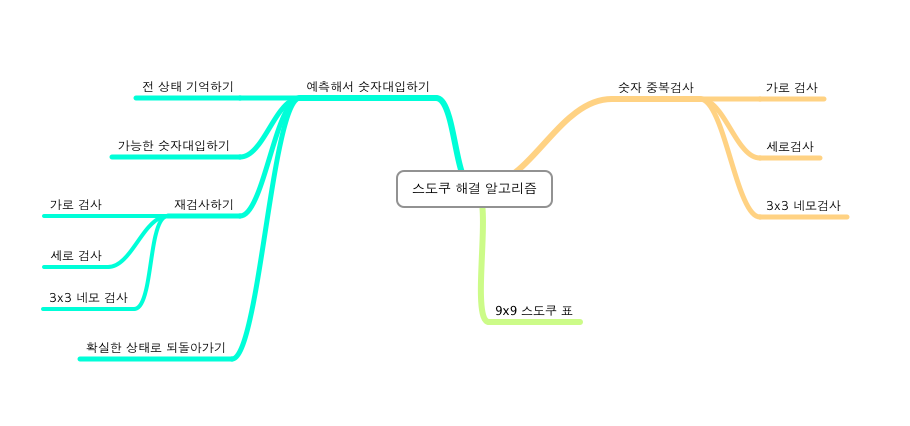 스도쿠 해결 알고리즘
숫자 중복검사
가로 검사
세로검사
3x3 네모검사
9x9 스도쿠 표
예측해서 숫자대입하기
전 상태 기억하기
가능한 숫자대입하기
재검사하기
가로 검사
세로 검사
3x3 네모 검사
확실한 상태로 되돌아가기